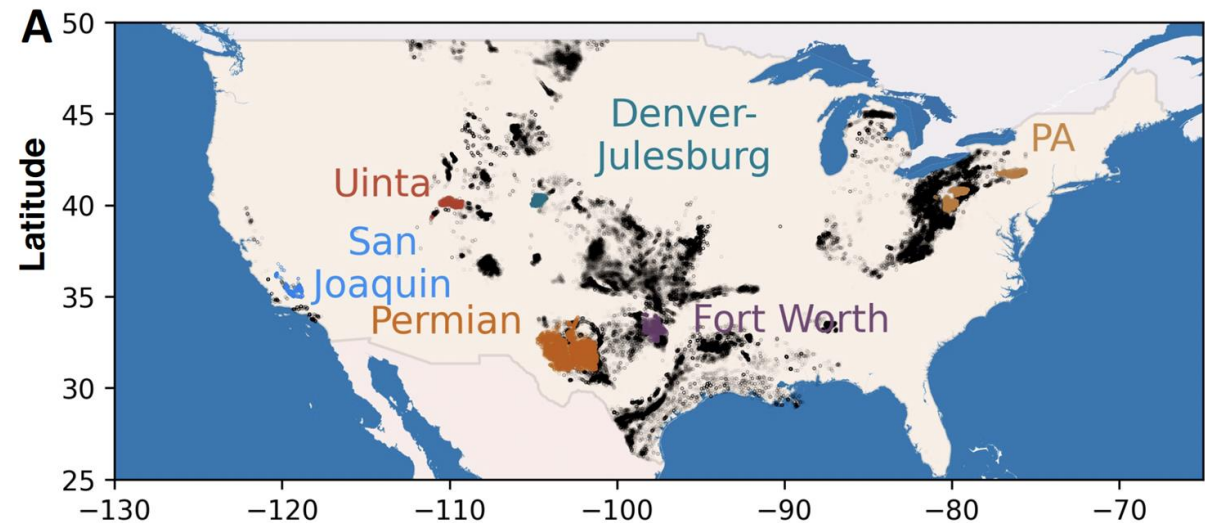 A
50
45
40
35
30
25
Latitude
Denver-
Julesburg
PA
Uinta
San
Joaquin
Permian
Fort Worth
−130
−120
−110
−100
−90
−80
−70